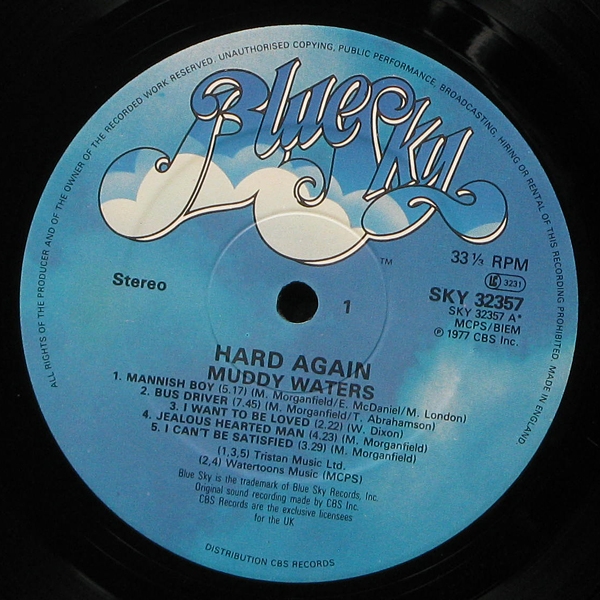 ALL RIGHTS OF THE PRODUCER AND OF THE OWNER OF THE RECORDED WORK RESERVED. UNAUTHORISED COPYING, PUBLIC PERFORMANCE, BROADCASTING, HIRING OR RENTAL OF THIS RECORDING PROHIBITED. MADE IN ENGLAND
Blue Sky
TM
33⅓ RPM
LC 3231
Stereo
1
SKY 32357
SKY 32357 A*
MCPS/BIEM
℗ 1977 CBS Inc.
HARD AGAIN
MUDDY WATERS
1. MANNISH BOY (5.17) (M. Morganfield/E. McDaniel/M. London)
2. BUS DRIVER (7.45) (M. Morganfield/T. Abrahamson)
3. I WANT TO BE LOVED (2.22) (W. Dixon)
4. JEALOUS HEARTED MAN (4.23) (M. Morganfield)
5. I CAN'T BE SATISFIED (3.29) (M. Morganfield)
(1,3,5) Tristan Music Ltd.
(2,4) Watertoons Music (MCPS)
Blue Sky is the trademark of Blue Sky Records, Inc.
Original sound recording made by CBS Inc.
CBS Records are the exclusive licensees
for the UK
DISTRIBUTION CBS RECORDS